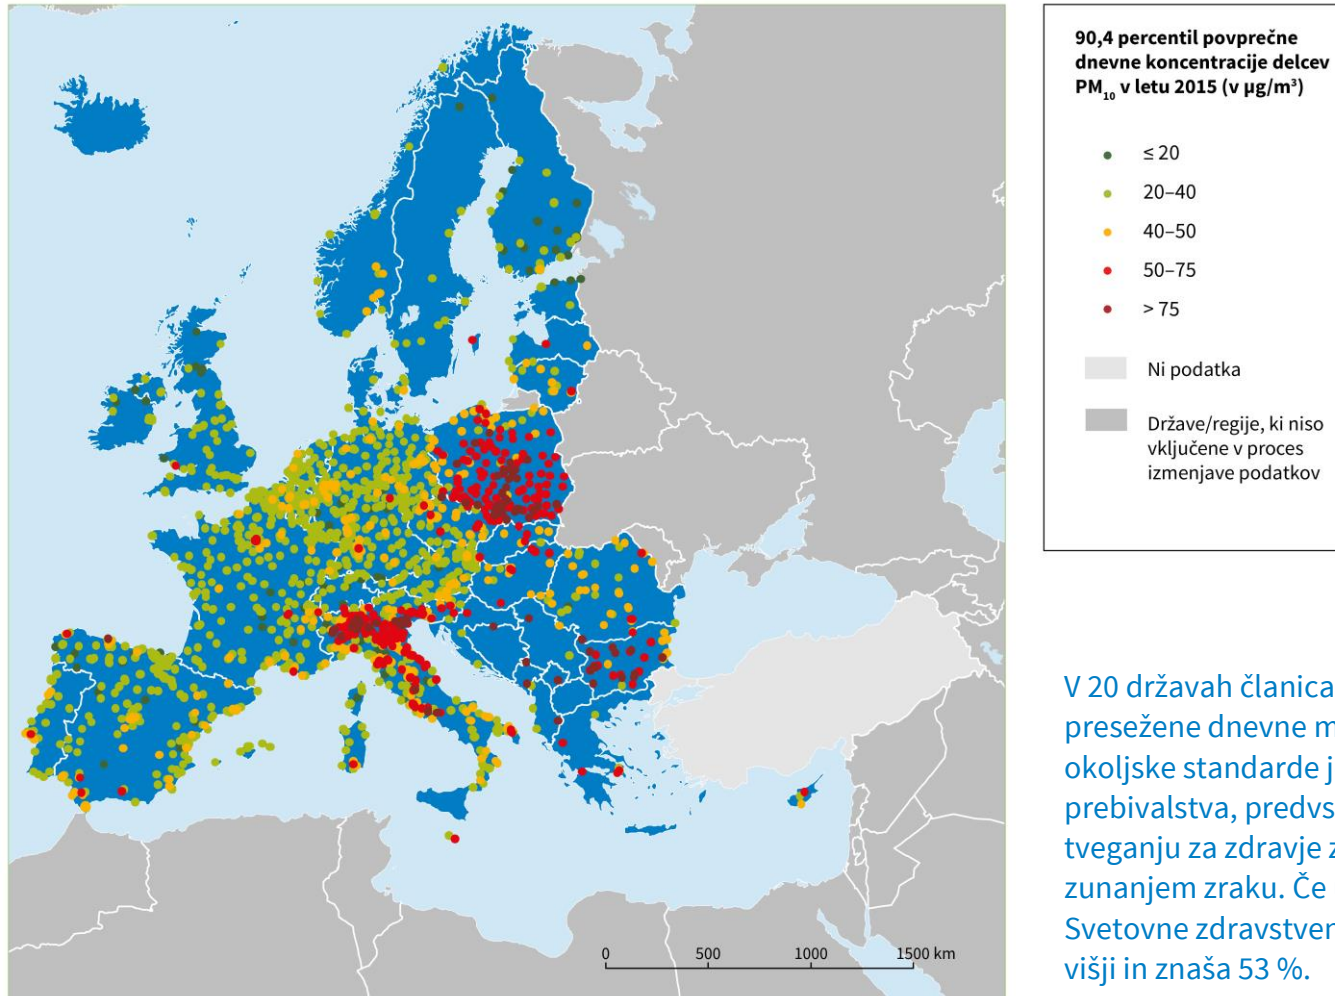 90,4 percentil povprečne
dnevne koncentracije delcev
PM₁₀ v letu 2015 (v µg/m³)
≤ 20
20–40
40–50
50–75
> 75
Ni podatka
Države/regije, ki niso
vključene v proces
izmenjave podatkov
V 20 državah članica
presežene dnevne m
okoljske standarde j
prebivalstva, predvs
tveganju za zdravje z
zunanjem zraku. Če
Svetovne zdravstver
višji in znaša 53 %.
0 500 1000 1500 km